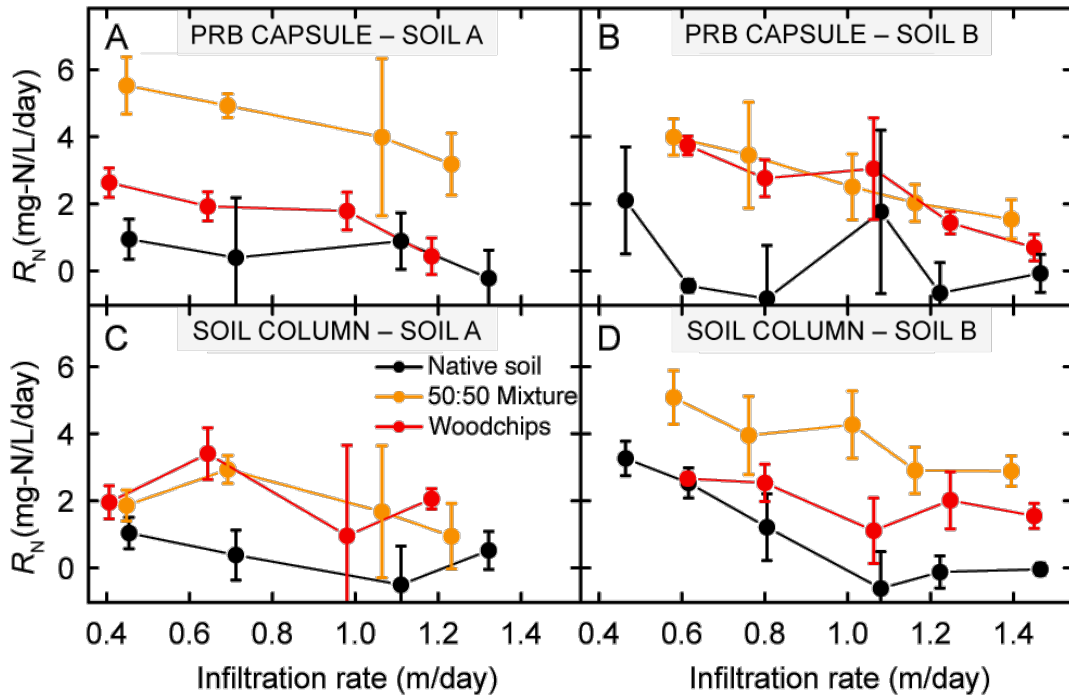 A
PRB CAPSULE – SOIL A
B
PRB CAPSULE – SOIL B
6
4
2
0
R_N (mg-N/L/day)
C
SOIL COLUMN – SOIL A
D
SOIL COLUMN – SOIL B
Native soil
50:50 Mixture
Woodchips
6
4
2
0
R_N (mg-N/L/day)
0.4 0.6 0.8 1.0 1.2 1.4
0.4 0.6 0.8 1.0 1.2 1.4
Infiltration rate (m/day)
Infiltration rate (m/day)